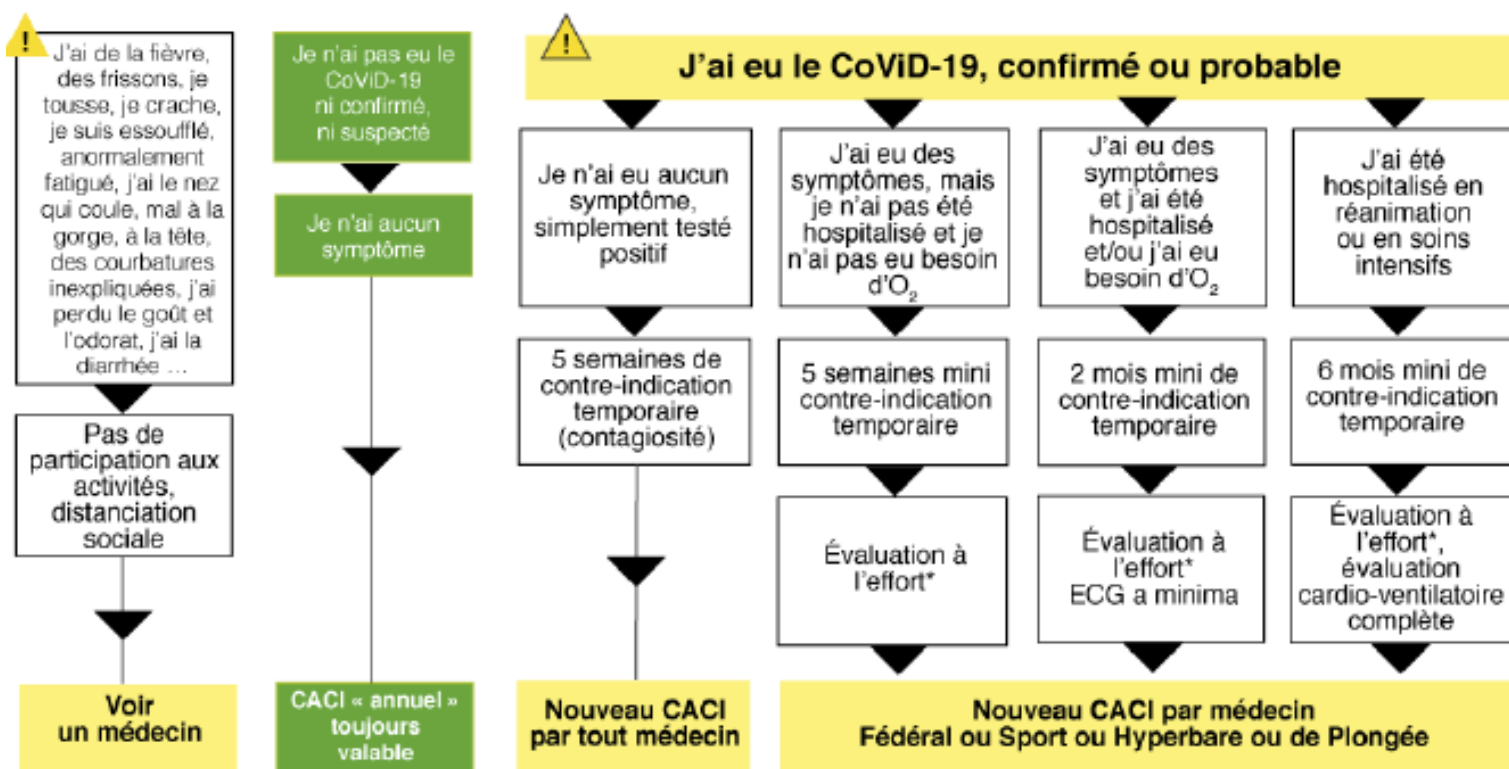 !
J'ai de la fièvre,
des frissons, je
tousse, je crache,
je suis essoufflé,
anormalement
fatigué, j'ai le nez
qui coule, mal à la
gorge, à la tête,
des courbatures
inexpliquées, j'ai
perdu le goût et
l'odorat, j'ai la
diarrhée ...
Pas de
participation aux
activités,
distanciation
sociale
Voir
un médecin
Je n'ai pas eu le
CoViD-19
ni confirmé,
ni suspecté
Je n'ai aucun
symptôme
CACI « annuel »
toujours
valable
!
J'ai eu le CoViD-19, confirmé ou probable
Je n'ai eu aucun
symptôme,
simplement testé
positif
5 semaines de
contre-indication
temporaire
(contagiosité)
Nouveau CACI
par tout médecin
J'ai eu des
symptômes, mais
je n'ai pas été
hospitalisé et je
n'ai pas eu besoin
d'O₂
5 semaines mini
contre-indication
temporaire
Évaluation à
l'effort*
J'ai eu des
symptômes
et j'ai été
hospitalisé
et/ou j'ai eu
besoin d'O₂
2 mois mini de
contre-indication
temporaire
Évaluation à
l'effort*
ECG a minima
J'ai été
hospitalisé en
réanimation
ou en soins
intensifs
6 mois mini de
contre-indication
temporaire
Évaluation à
l'effort*,
évaluation
cardio-ventilatoire
complète
Nouveau CACI par médecin
Fédéral ou Sport ou Hyperbare ou de Plongée